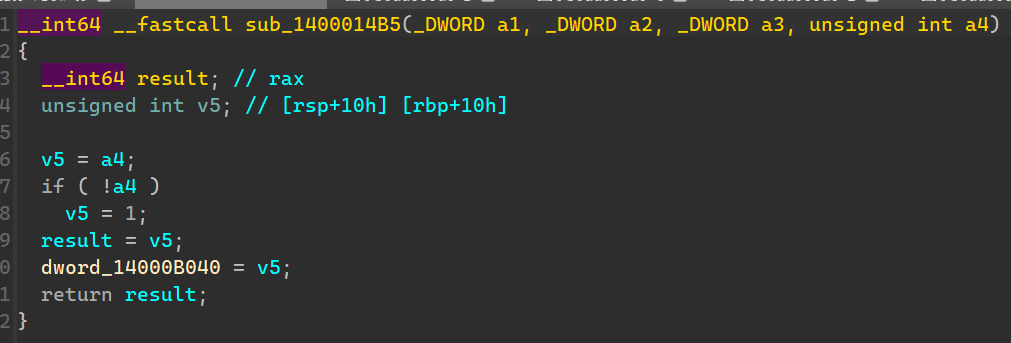 1 __int64 __fastcall sub_1400014B5(_DWORD a1, _DWORD a2, _DWORD a3, unsigned int a4)
2 {
3   __int64 result; // rax
4   unsigned int v5; // [rsp+10h] [rbp+10h]
5
6   v5 = a4;
7   if ( !a4 )
8     v5 = 1;
9   result = v5;
0   dword_14000B040 = v5;
1   return result;
2 }